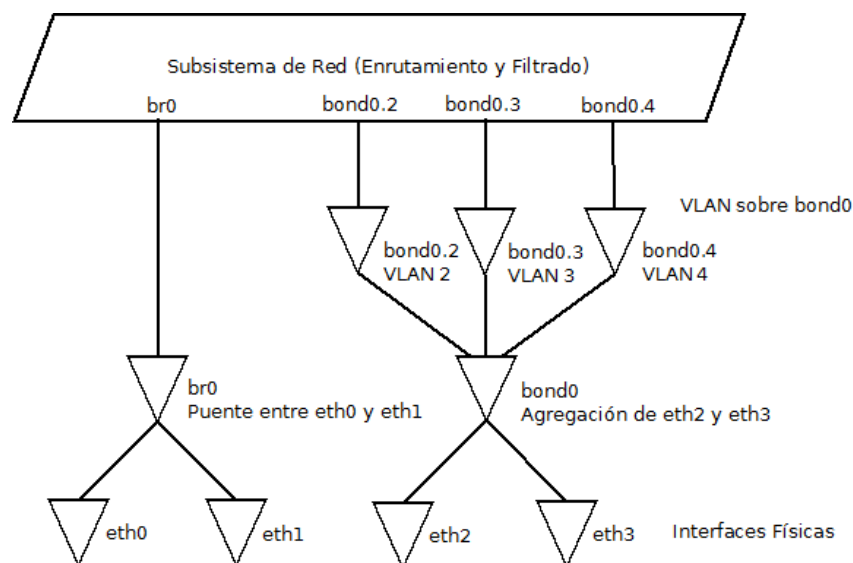 Subsistema de Red (Enrutamiento y Filtrado)
br0 bond0.2 bond0.3 bond0.4
VLAN sobre bond0
bond0.2
VLAN 2
bond0.3
VLAN 3
bond0.4
VLAN 4
br0
Puente entre eth0 y eth1
bond0
Agregación de eth2 y eth3
eth0 eth1 eth2 eth3 Interfaces Físicas